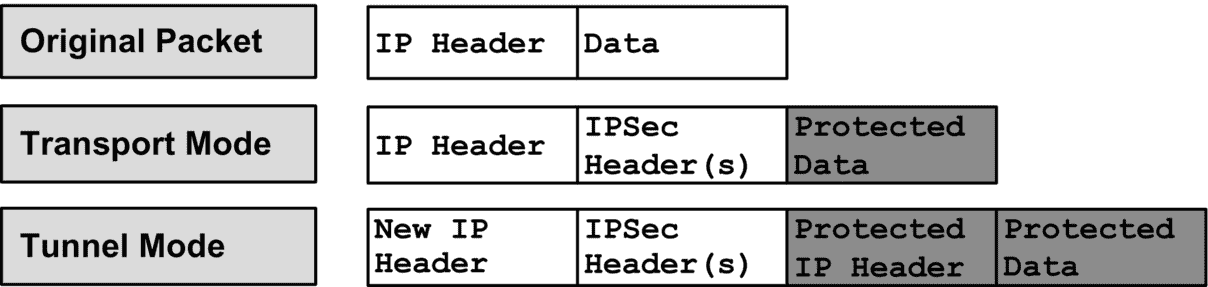 Original Packet
IP Header
Data
Transport Mode
IP Header
IPSec
Header(s)
Protected
Data
Tunnel Mode
New IP
Header
IPSec
Header(s)
Protected
IP Header
Protected
Data